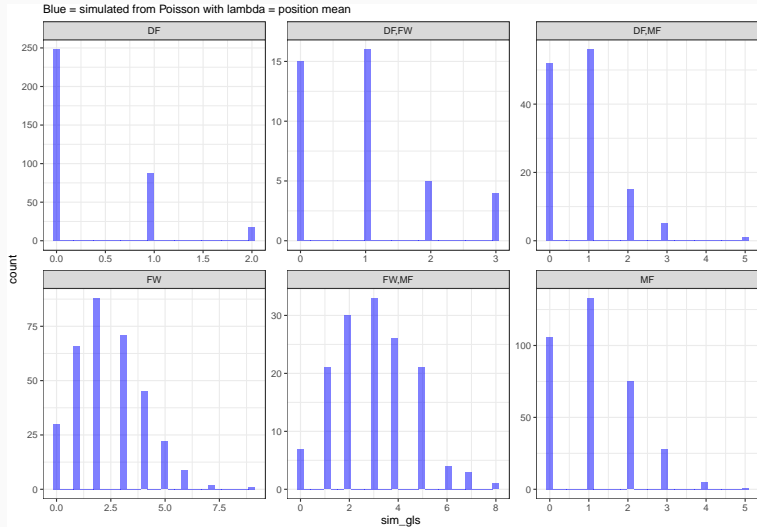 Blue = simulated from Poisson with lambda = position mean
DF DF,FW DF,MF
250
200
150
100
50
0
0.0 0.5 1.0 1.5 2.0
15
10
5
0
0 1 2 3
40
20
0
0 1 2 3 4 5
count
FW FW,MF MF
75
50
25
0
0.0 2.5 5.0 7.5
30
20
10
0
0 2 4 6 8
100
50
0
0 1 2 3 4 5
sim_gls